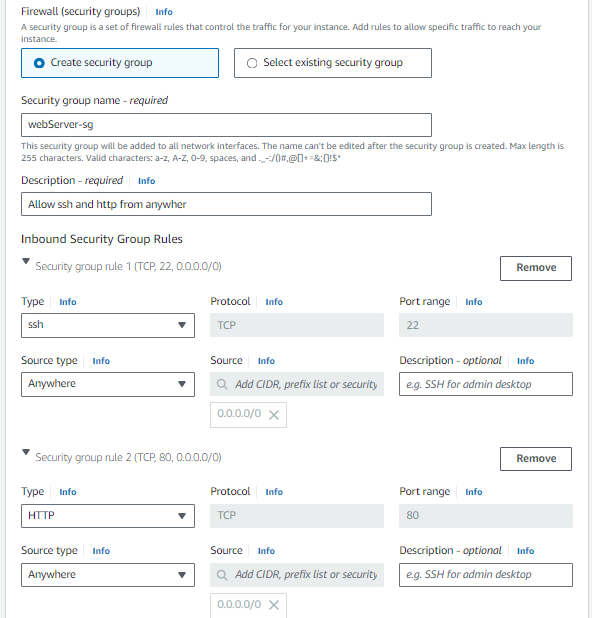 Firewall (security groups) Info
A security group is a set of firewall rules that control the traffic for your instance. Add rules to allow specific traffic to reach your
instance.
Create security group Select existing security group
Security group name - required
webServer-sg
This security group will be added to all network interfaces. The name can't be edited after the security group is created. Max length is
255 characters. Valid characters: a-z, A-Z, 0-9, spaces, and ._-:/()#,@[]+=&;{}!$*
Description - required Info
Allow ssh and http from anywher
Inbound Security Group Rules
Security group rule 1 (TCP, 22, 0.0.0.0/0) Remove
Type Info Protocol Info Port range Info
ssh TCP 22
Source type Info Source Info Description - optional Info
Anywhere Add CIDR, prefix list or security e.g. SSH for admin desktop
0.0.0.0/0
Security group rule 2 (TCP, 80, 0.0.0.0/0) Remove
Type Info Protocol Info Port range Info
HTTP TCP 80
Source type Info Source Info Description - optional Info
Anywhere Add CIDR, prefix list or security e.g. SSH for admin desktop
0.0.0.0/0